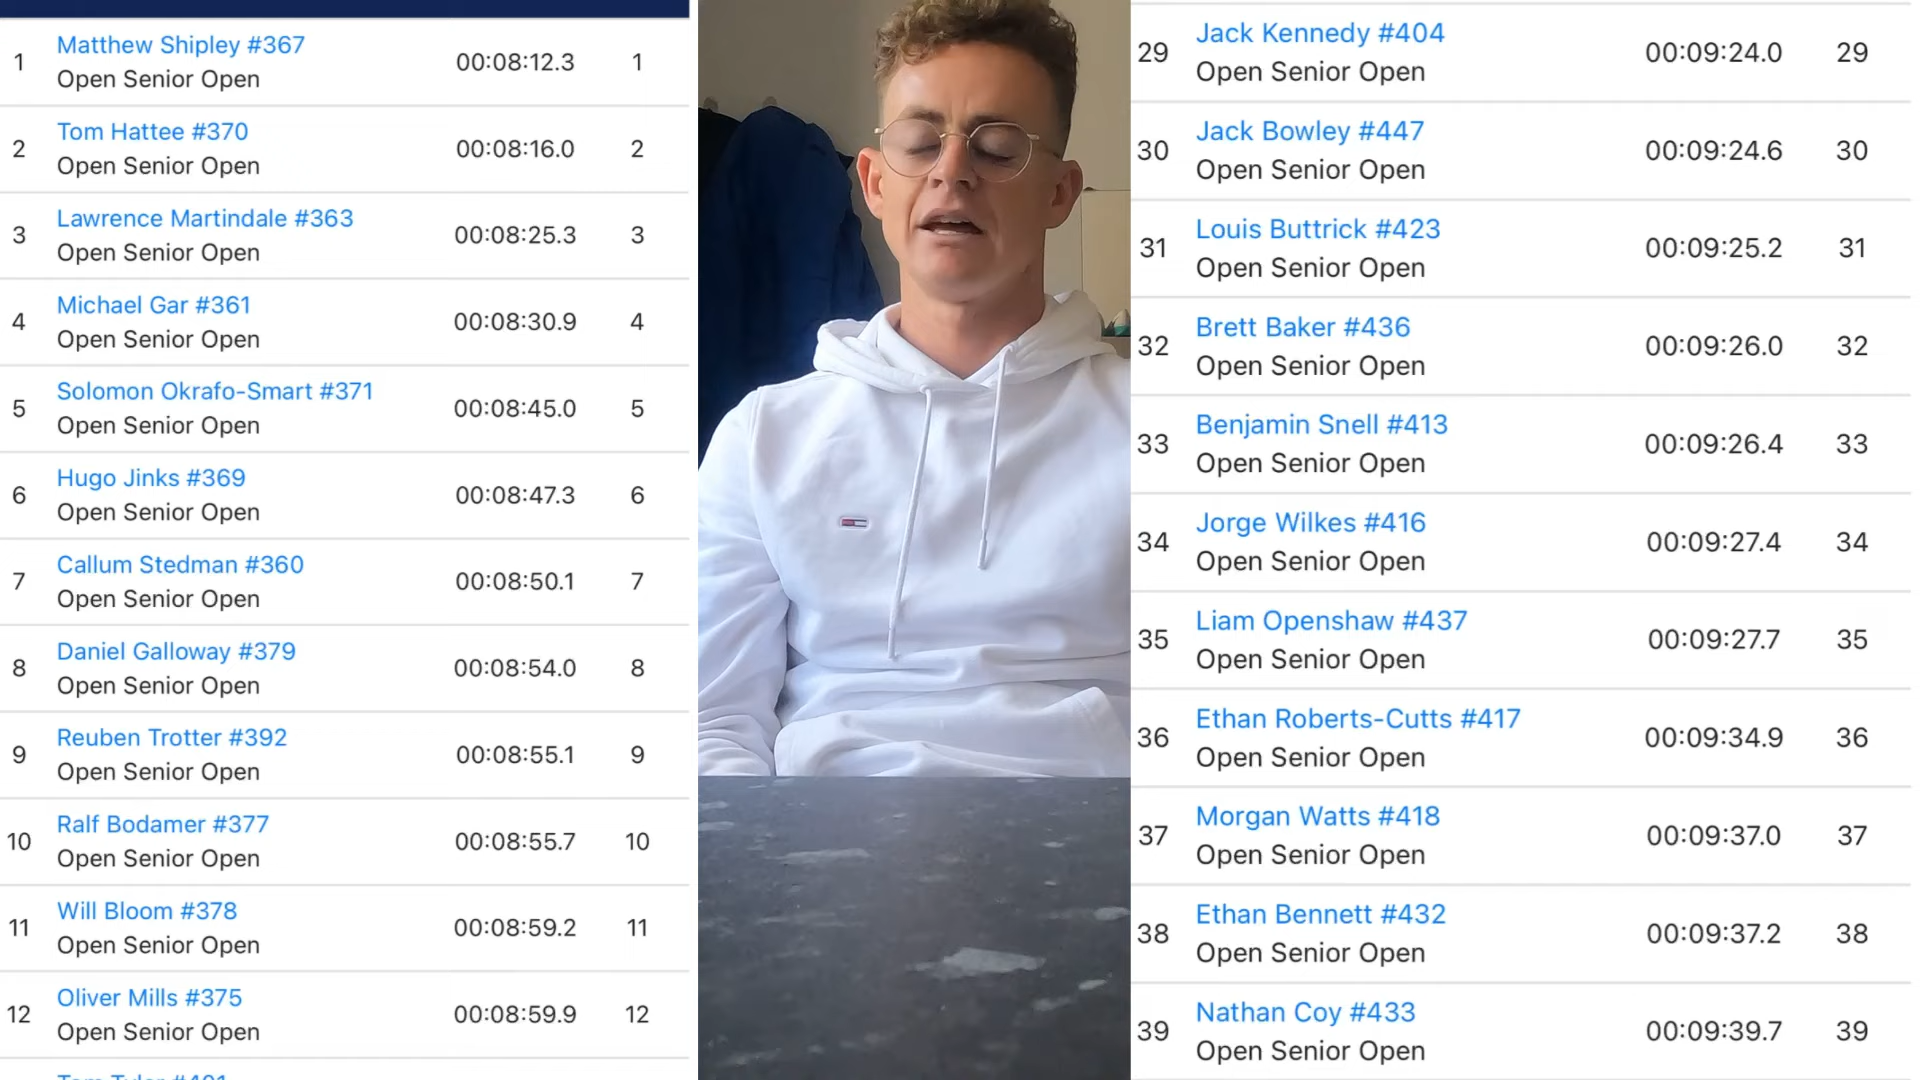 1 Matthew Shipley #367 00:08:12.3 1
Open Senior Open
2 Tom Hattee #370 00:08:16.0 2
Open Senior Open
3 Lawrence Martindale #363 00:08:25.3 3
Open Senior Open
4 Michael Gar #361 00:08:30.9 4
Open Senior Open
5 Solomon Okrafo-Smart #371 00:08:45.0 5
Open Senior Open
6 Hugo Jinks #369 00:08:47.3 6
Open Senior Open
7 Callum Stedman #360 00:08:50.1 7
Open Senior Open
8 Daniel Galloway #379 00:08:54.0 8
Open Senior Open
9 Reuben Trotter #392 00:08:55.1 9
Open Senior Open
10 Ralf Bodamer #377 00:08:55.7 10
Open Senior Open
11 Will Bloom #378 00:08:59.2 11
Open Senior Open
12 Oliver Mills #375 00:08:59.9 12
Open Senior Open
29 Jack Kennedy #404 00:09:24.0 29
Open Senior Open
30 Jack Bowley #447 00:09:24.6 30
Open Senior Open
31 Louis Buttrick #423 00:09:25.2 31
Open Senior Open
32 Brett Baker #436 00:09:26.0 32
Open Senior Open
33 Benjamin Snell #413 00:09:26.4 33
Open Senior Open
34 Jorge Wilkes #416 00:09:27.4 34
Open Senior Open
35 Liam Openshaw #437 00:09:27.7 35
Open Senior Open
36 Ethan Roberts-Cutts #417 00:09:34.9 36
Open Senior Open
37 Morgan Watts #418 00:09:37.0 37
Open Senior Open
38 Ethan Bennett #432 00:09:37.2 38
Open Senior Open
39 Nathan Coy #433 00:09:39.7 39
Open Senior Open